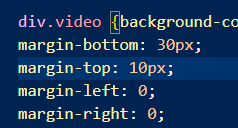 div.video {background-co
margin-bottom: 30px;
margin-top: 10px;
margin-left: 0;
margin-right: 0;